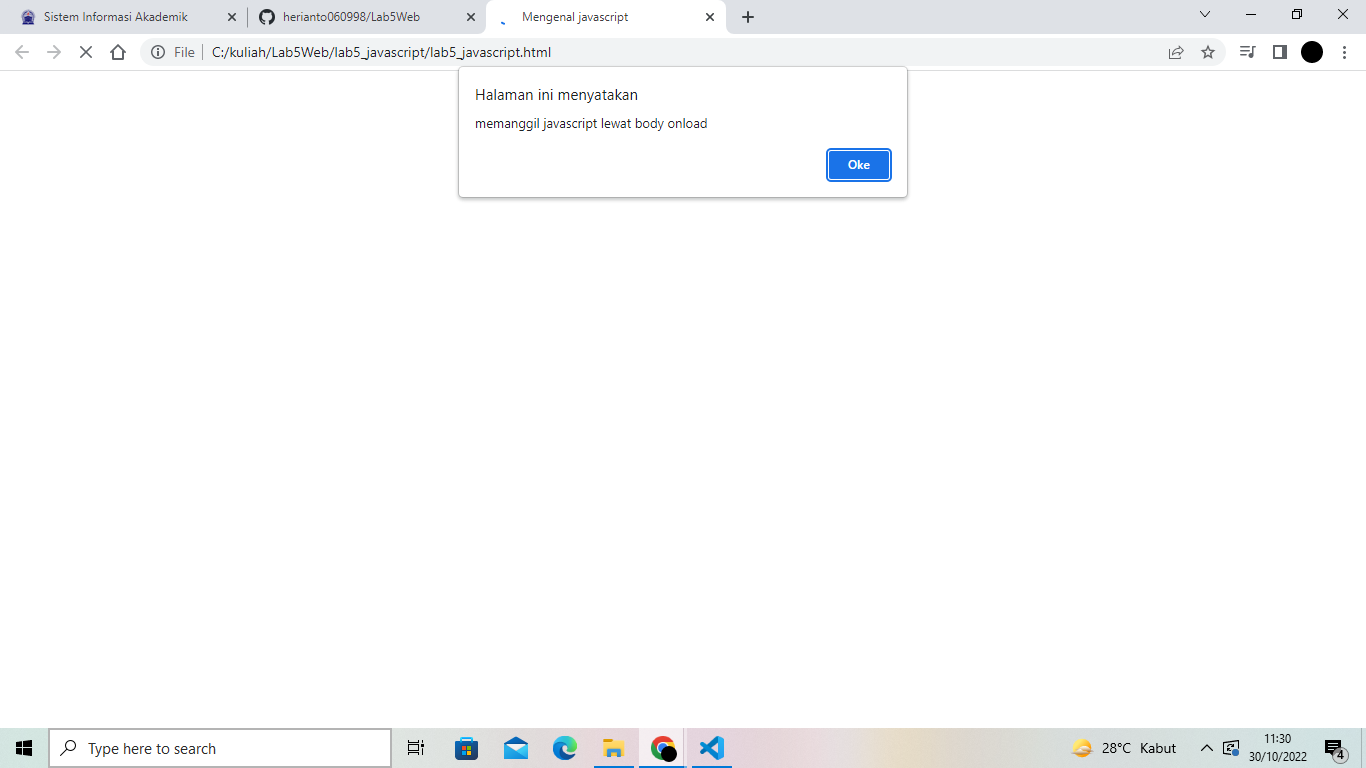 Sistem Informasi Akademik
herianto060998/Lab5Web
Mengenal javascript
File
C:/kuliah/Lab5Web/lab5_javascript/lab5_javascript.html
Halaman ini menyatakan
memanggil javascript lewat body onload
Oke
Type here to search
28°C Kabut
11:30
30/10/2022
4